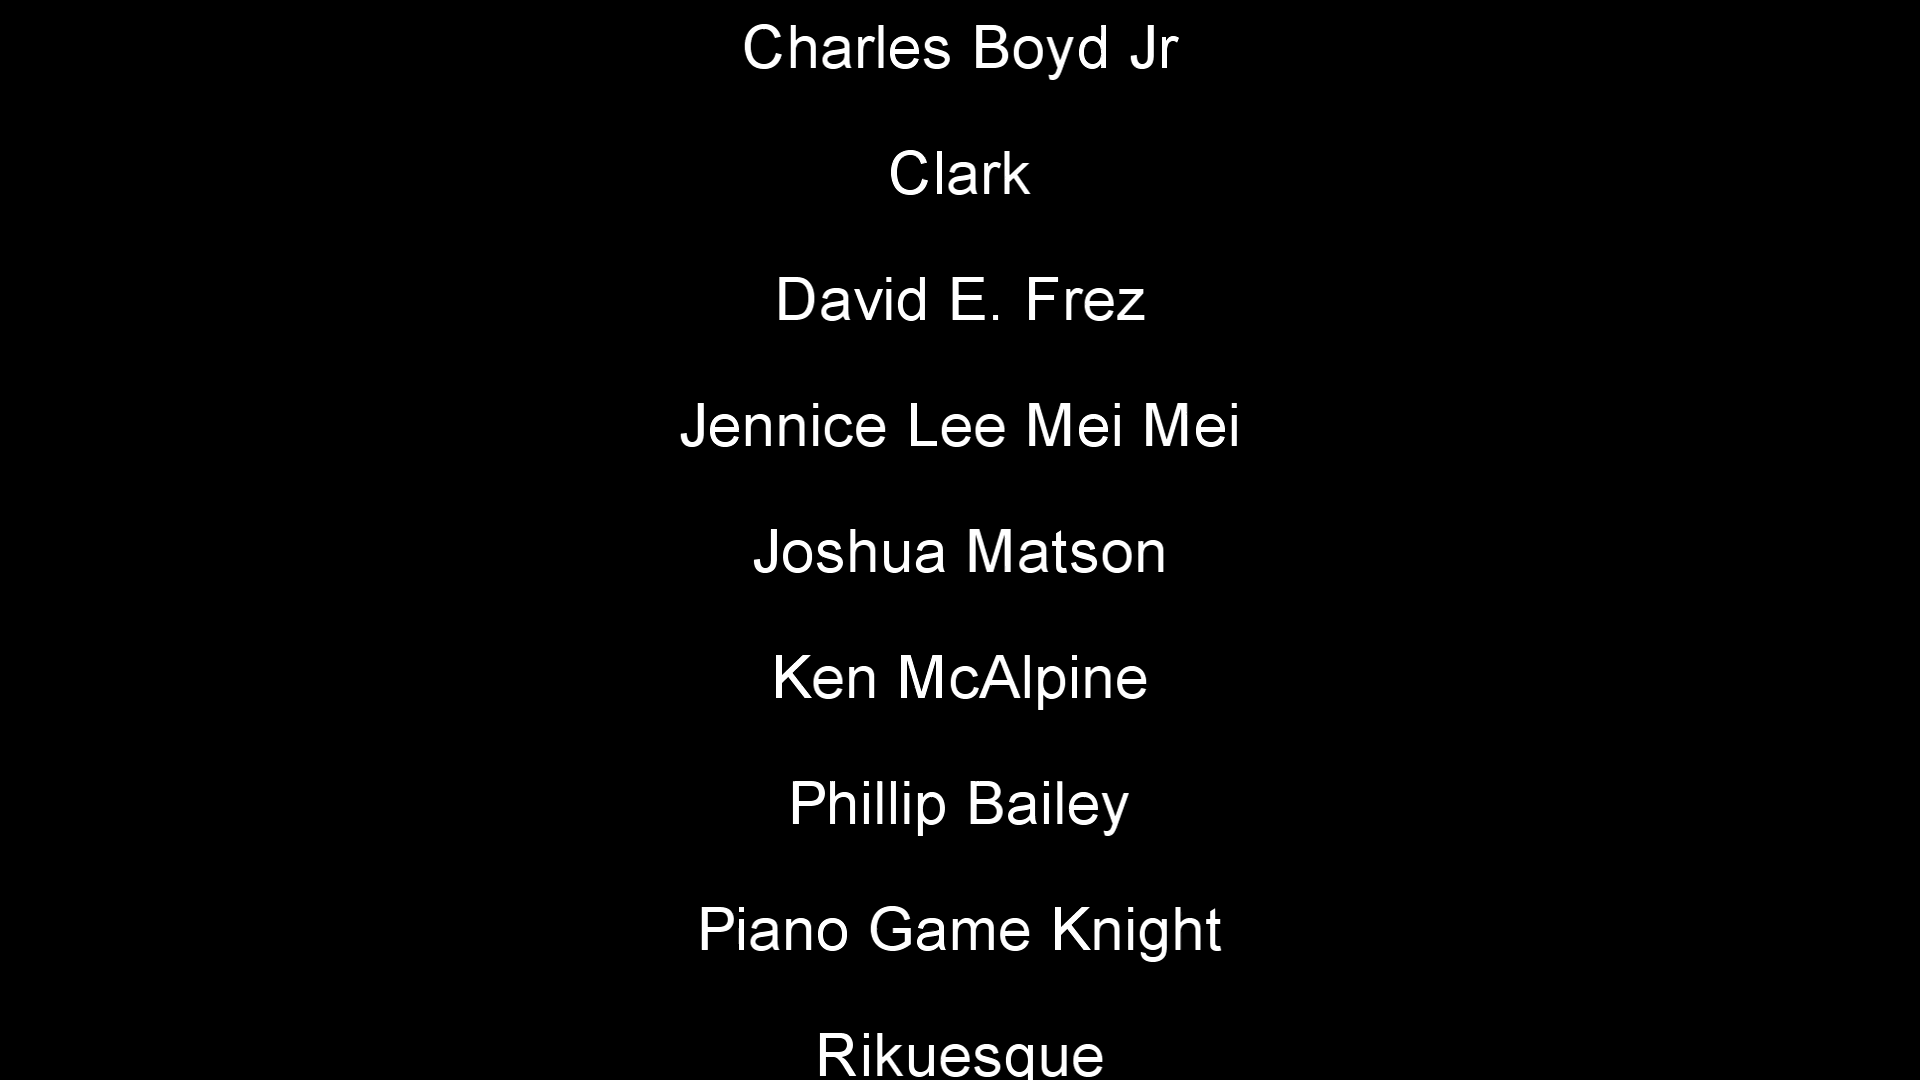 Charles Boyd Jr
Clark
David E. Frez
Jennice Lee Mei Mei
Joshua Matson
Ken McAlpine
Phillip Bailey
Piano Game Knight
Rikuesque